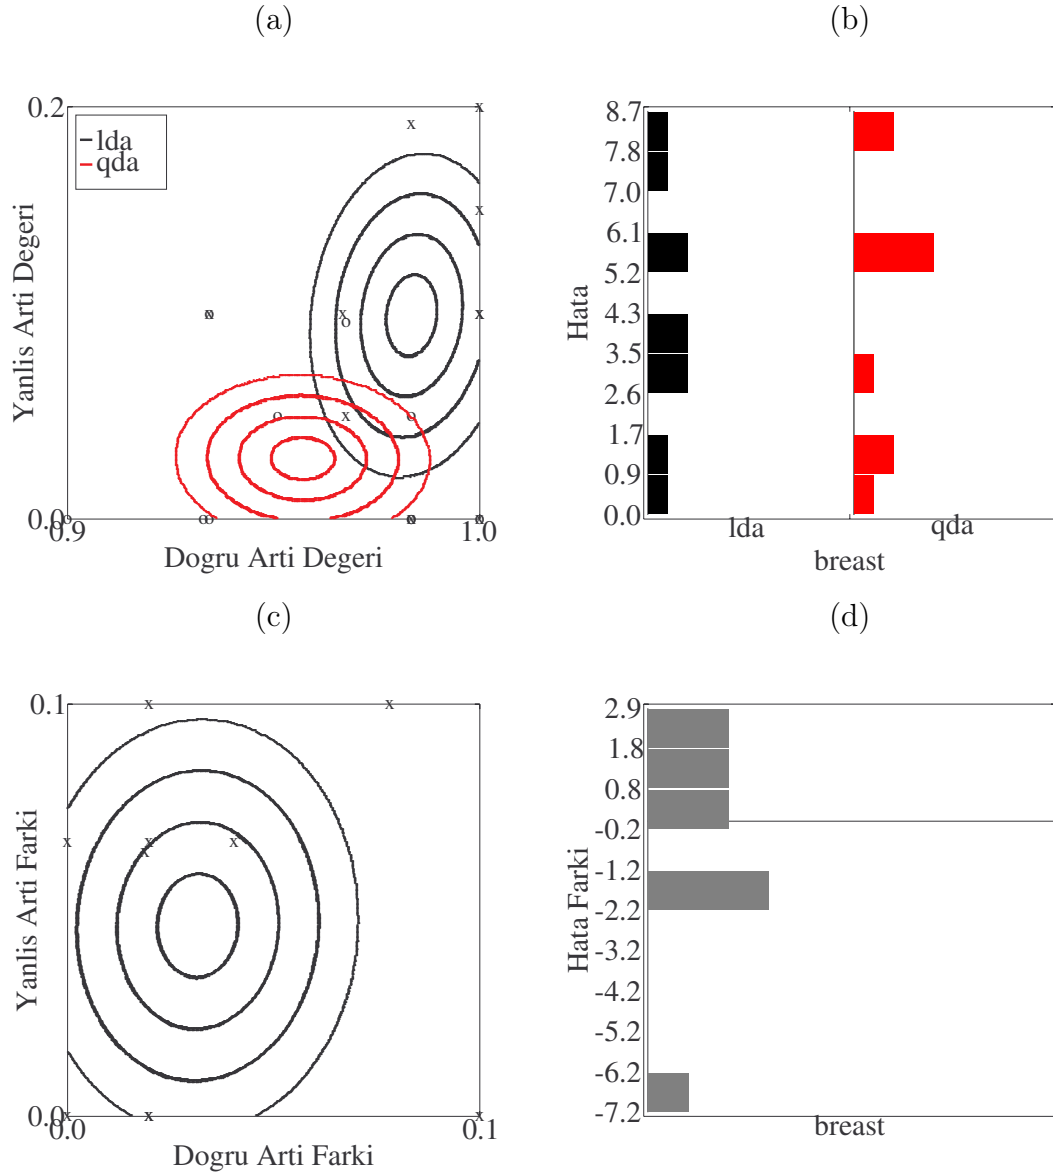 (a)
0.2
lda
qda
Yanlis Arti Degeri
0.0
0.9
1.0
Dogru Arti Degeri
(b)
8.7
7.8
7.0
6.1
5.2
4.3
3.5
2.6
1.7
0.9
0.0
Hata
lda
qda
breast
(c)
0.1
Yanlis Arti Farki
0.0
0.0
0.1
Dogru Arti Farki
(d)
2.9
1.8
0.8
-0.2
-1.2
-2.2
-3.2
-4.2
-5.2
-6.2
-7.2
Hata Farki
breast